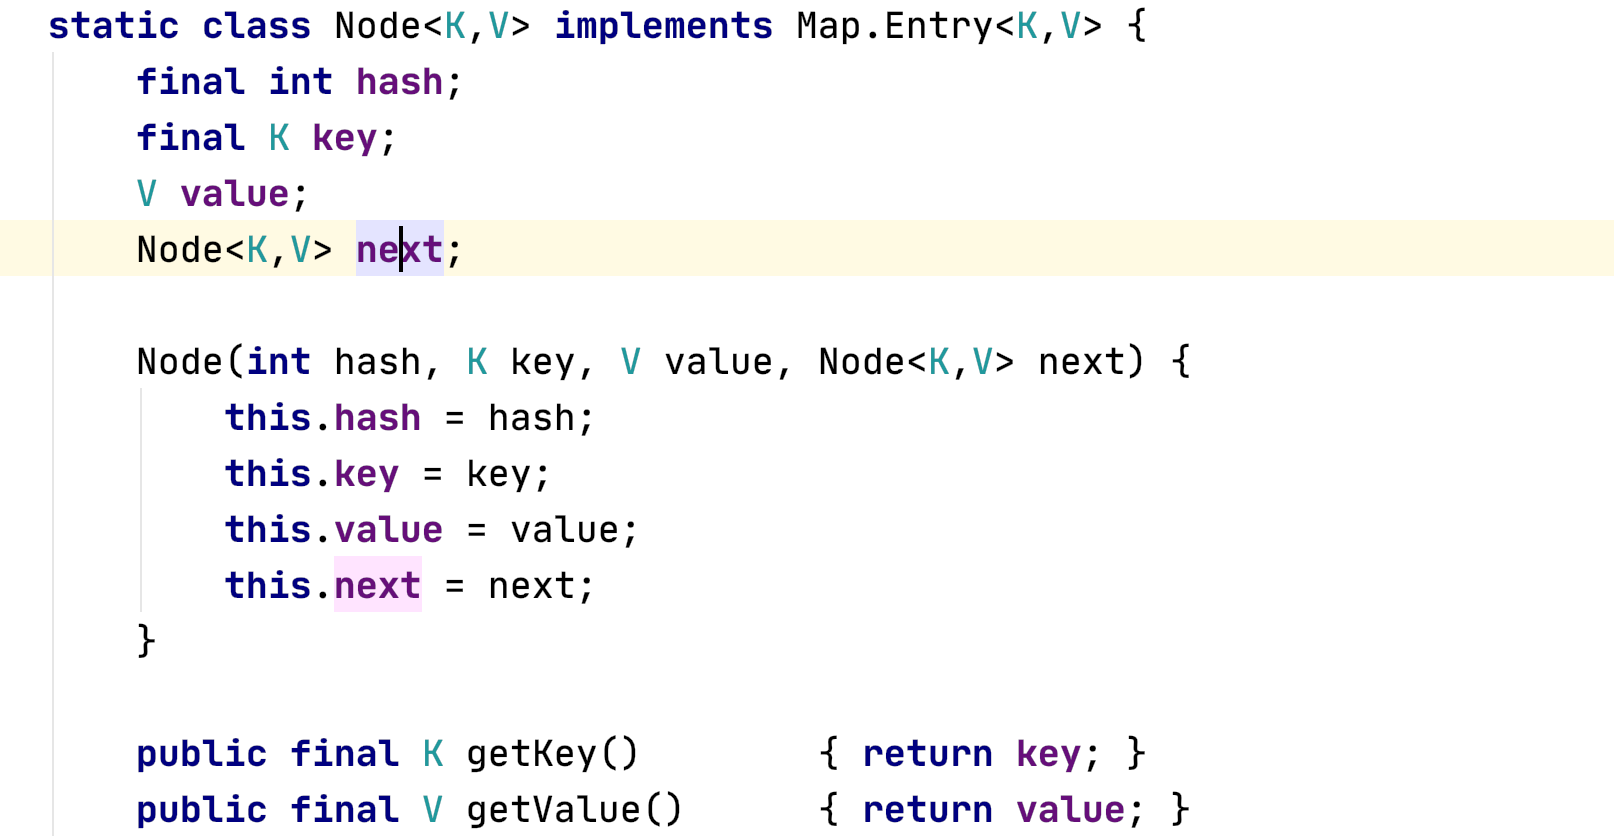 static class Node<K,V> implements Map.Entry<K,V> {
    final int hash;
    final K key;
    V value;
    Node<K,V> next;

    Node(int hash, K key, V value, Node<K,V> next) {
        this.hash = hash;
        this.key = key;
        this.value = value;
        this.next = next;
    }

    public final K getKey()        { return key; }
    public final V getValue()      { return value; }